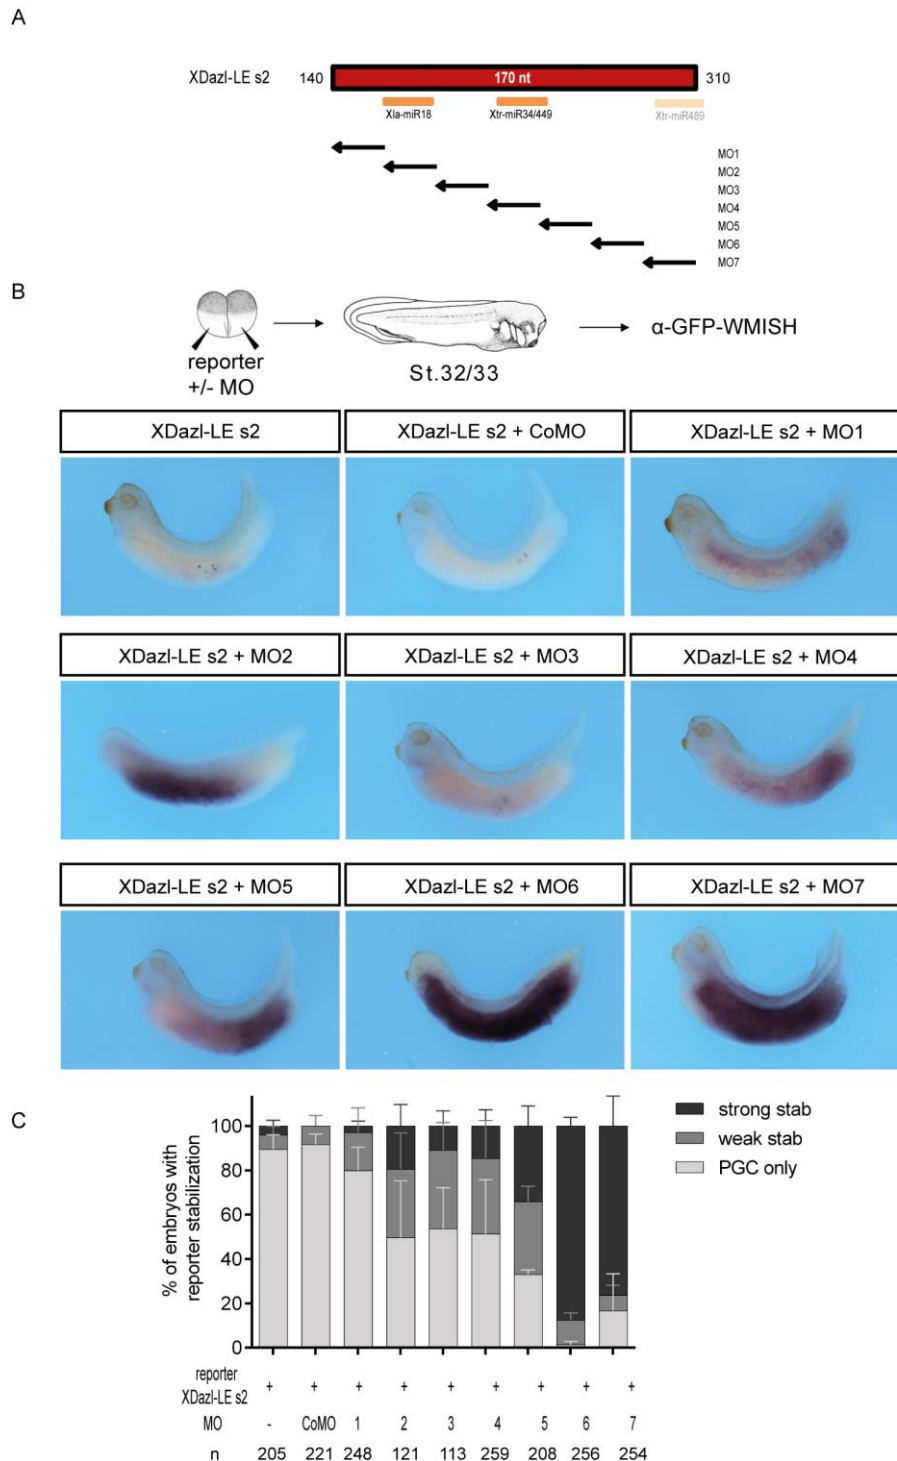 A
XDazl-LE s2 140 170 nt 310
Xla-miR18 Xtr-miR34/449 Xtr-miR489
MO1
MO2
MO3
MO4
MO5
MO6
MO7
B
reporter
+/- MO
St.32/33
α-GFP-WMISH
XDazl-LE s2 XDazl-LE s2 + CoMO XDazl-LE s2 + MO1
XDazl-LE s2 + MO2 XDazl-LE s2 + MO3 XDazl-LE s2 + MO4
XDazl-LE s2 + MO5 XDazl-LE s2 + MO6 XDazl-LE s2 + MO7
C
% of embryos with
reporter stabilization
100
80
60
40
20
0
strong stab
weak stab
PGC only
reporter
XDazl-LE s2 + + + + + + + + +
MO - CoMO 1 2 3 4 5 6 7
n 205 221 248 121 113 259 208 256 254